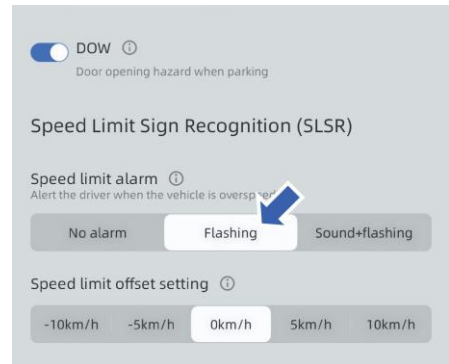 DOW
Door opening hazard when parking
Speed Limit Sign Recognition (SLSR)
Speed limit alarm
Alert the driver when the vehicle is
No alarm Flashing Sound+flashing
Speed limit offset setting
-10km/h -5km/h 0km/h 5km/h 10km/h